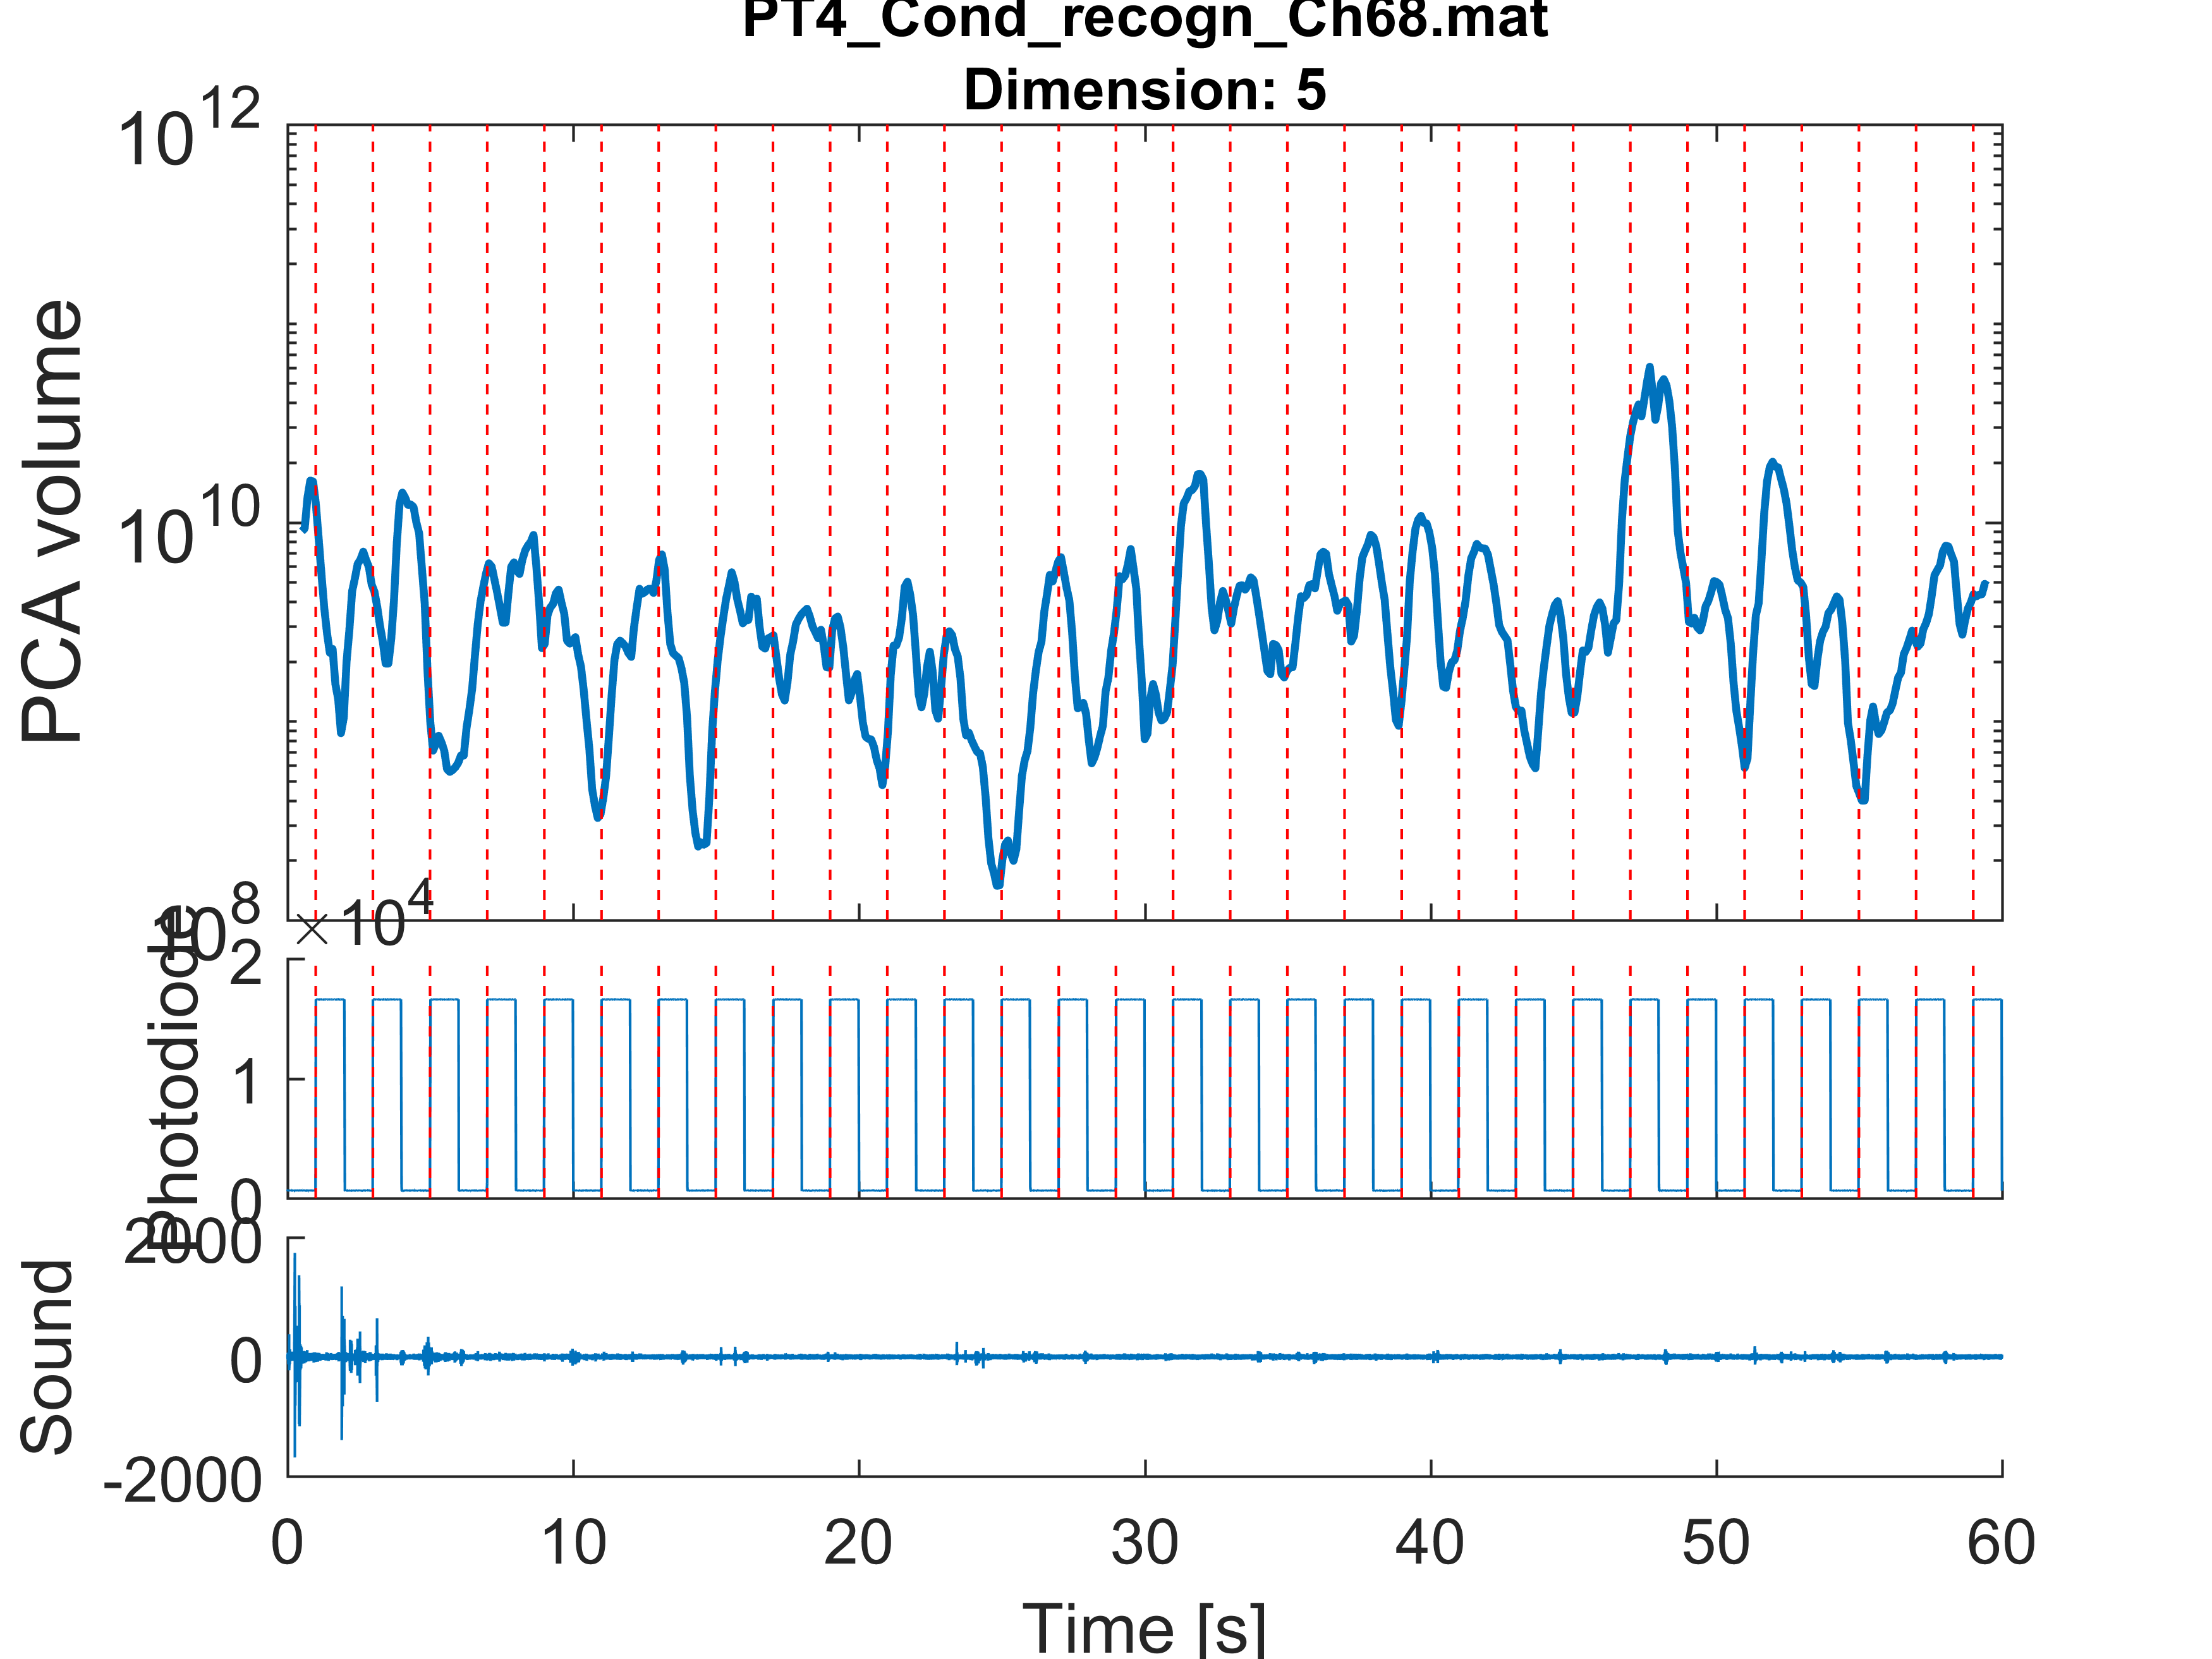 PT4_Cond_recogn_Ch68.mat
Dimension: 5
10^12
10^10
10^8
PCA volume
×10^4
2
1
0
Photodiode
2000
0
-2000
Sound
0 10 20 30 40 50 60
Time [s]